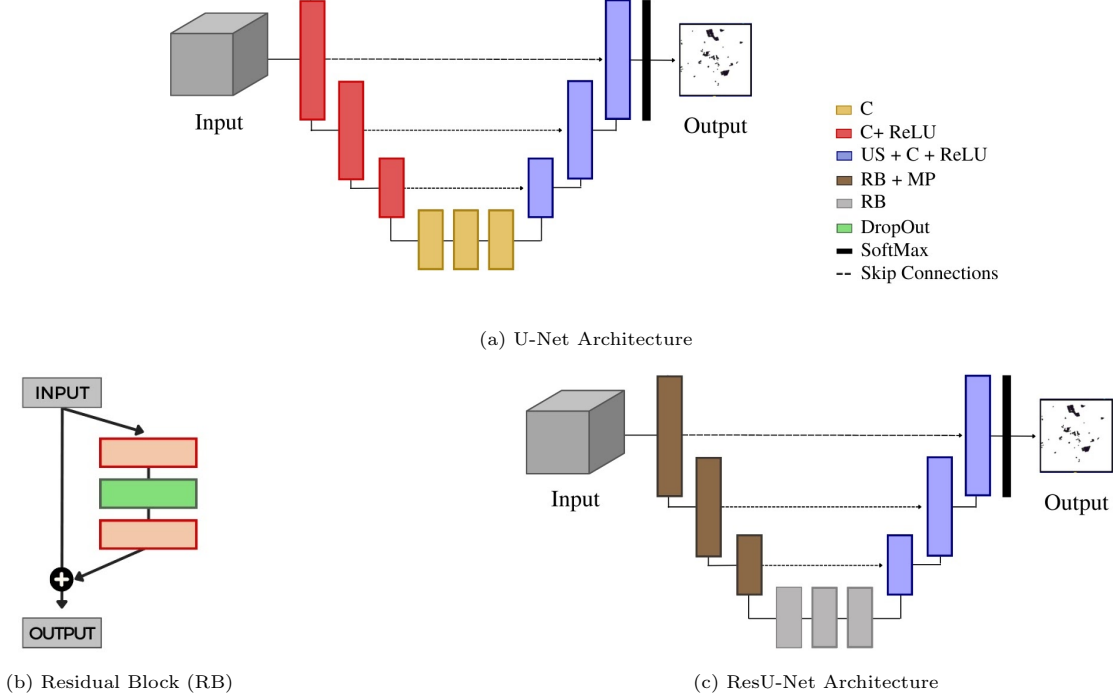 Input
Output
C
C+ ReLU
US + C + ReLU
RB + MP
RB
DropOut
SoftMax
Skip Connections
(a) U-Net Architecture
INPUT
OUTPUT
(b) Residual Block (RB)
Input
Output
(c) ResU-Net Architecture